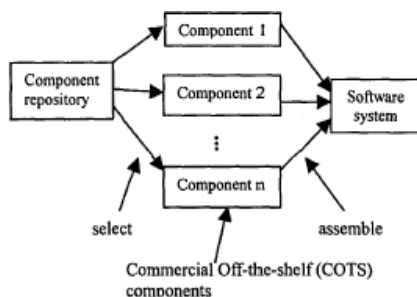 Component 1
Component
repository
Component 2
Software
system
Component n
select
assemble
Commercial Off-the-shelf (COTS)
components